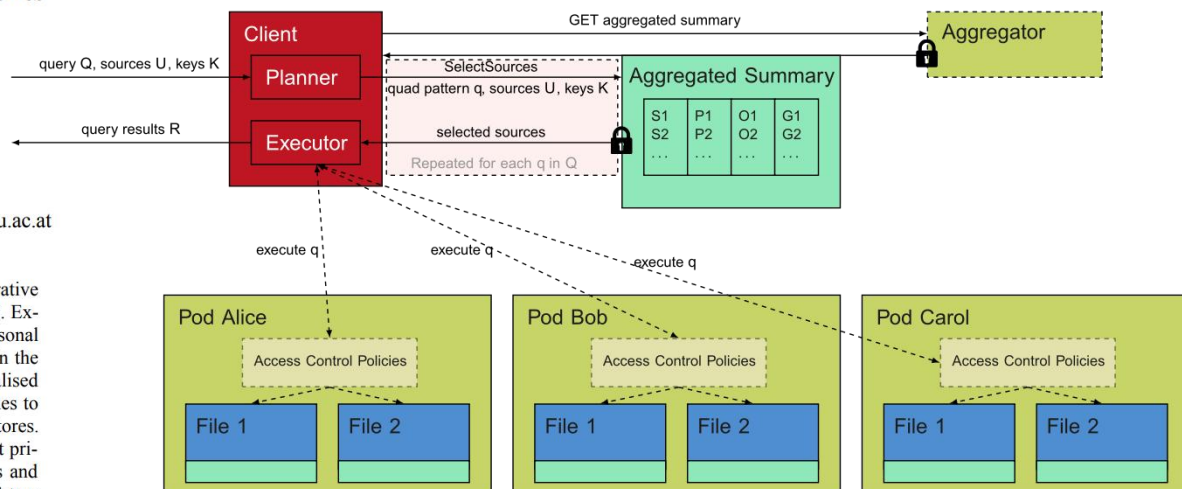 GET aggregated summary
Client
Aggregator
query Q, sources U, keys K
Planner
SelectSources
quad pattern q, sources U, keys K
Aggregated Summary
S1 P1 O1 G1
S2 P2 O2 G2
... ... ... ...
query results R
Executor
selected sources
Repeated for each q in Q
u.ac.at
execute q
execute q
execute q
rative
. Ex-
sonal
n the
alised
es to
tores.
t pri-
s and
Pod Alice
Access Control Policies
File 1
File 2
Pod Bob
Access Control Policies
File 1
File 2
Pod Carol
Access Control Policies
File 1
File 2